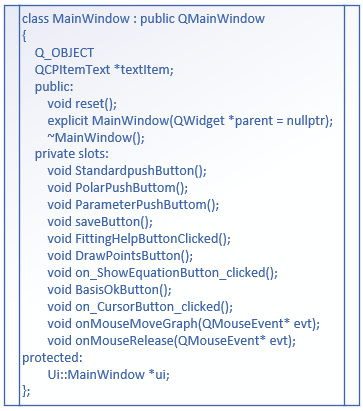 class MainWindow : public QMainWindow
{
Q_OBJECT
QCPItemText *textItem;
public:
void reset();
explicit MainWindow(QWidget *parent = nullptr);
~MainWindow();
private slots:
void StandardpushButton();
void PolarPushButtom();
void ParameterPushButtom();
void saveButton();
void FittingHelpButtonClicked();
void DrawPointsButton();
void on_ShowEquationButton_clicked();
void BasisOkButton();
void on_CursorButton_clicked();
void onMouseMoveGraph(QMouseEvent* evt);
void onMouseRelease(QMouseEvent* evt);
protected:
Ui::MainWindow *ui;
};